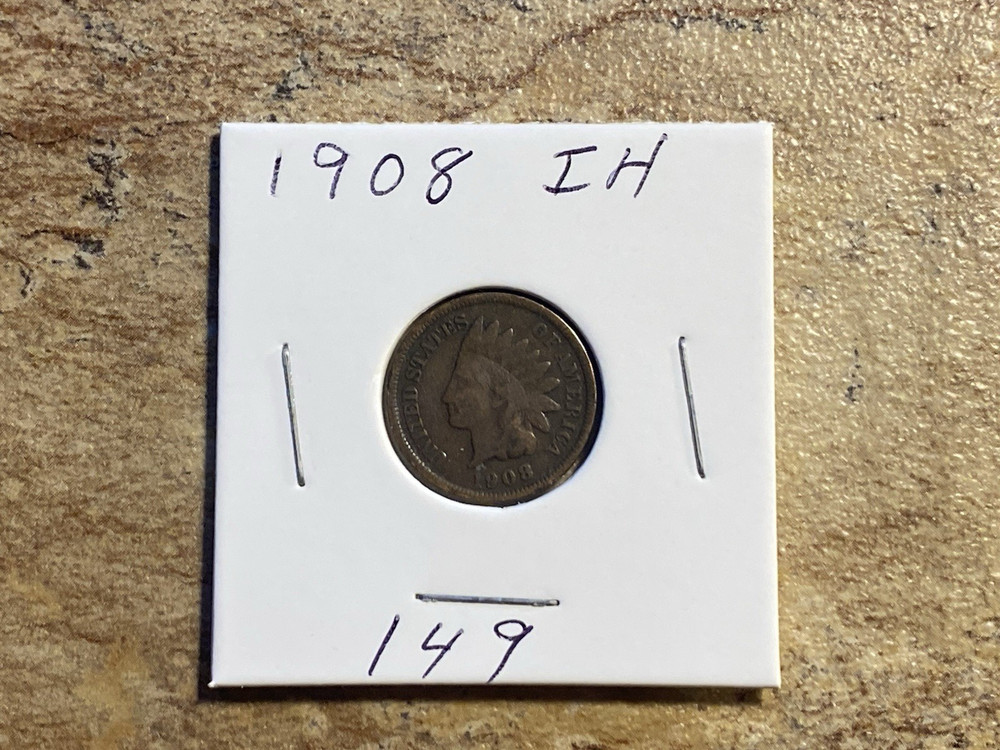 1908 IH
UNITED STATES OF AMERICA
1908
149